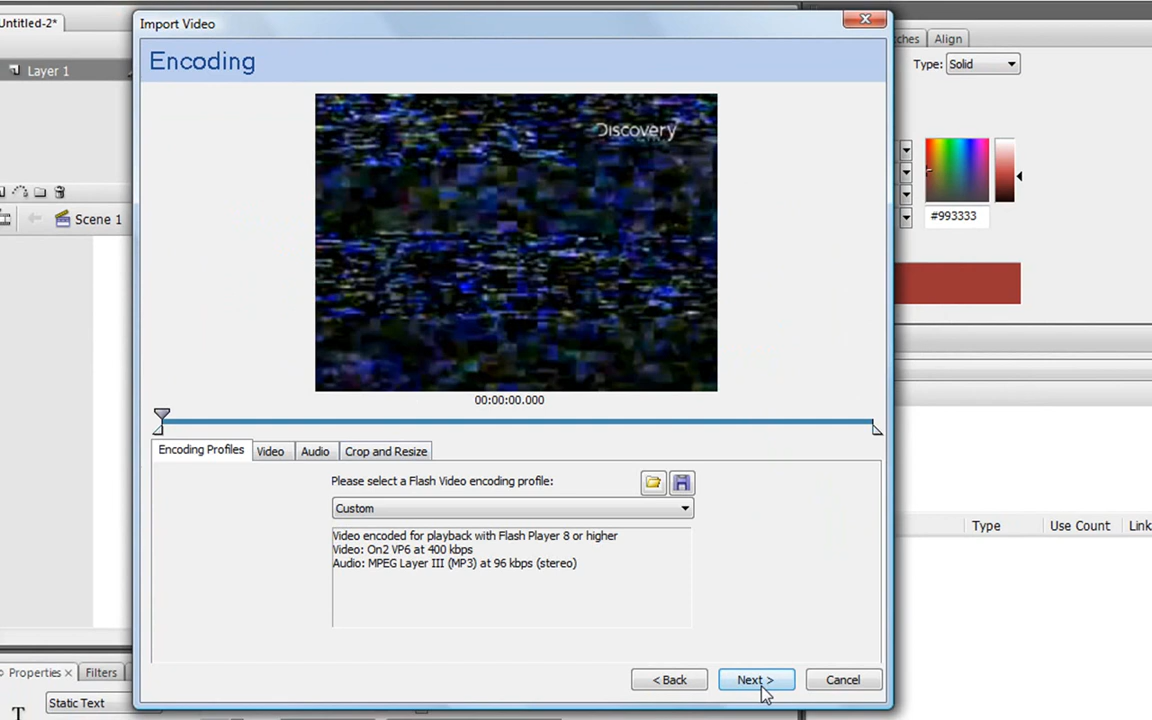 Untitled-2*
Import Video
ches
Align
Encoding
Type:
Solid
Layer 1
Discovery
Scene 1
#993333
00:00:00.000
Encoding Profiles
Video
Audio
Crop and Resize
Please select a Flash Video encoding profile:
Custom
Type
Use Count
Link
Video encoded for playback with Flash Player 8 or higher
Video: On2 VP6 at 400 kbps
Audio: MPEG Layer III (MP3) at 96 kbps (stereo)
Properties ×
Filters
< Back
Next >
Cancel
Static Text
T